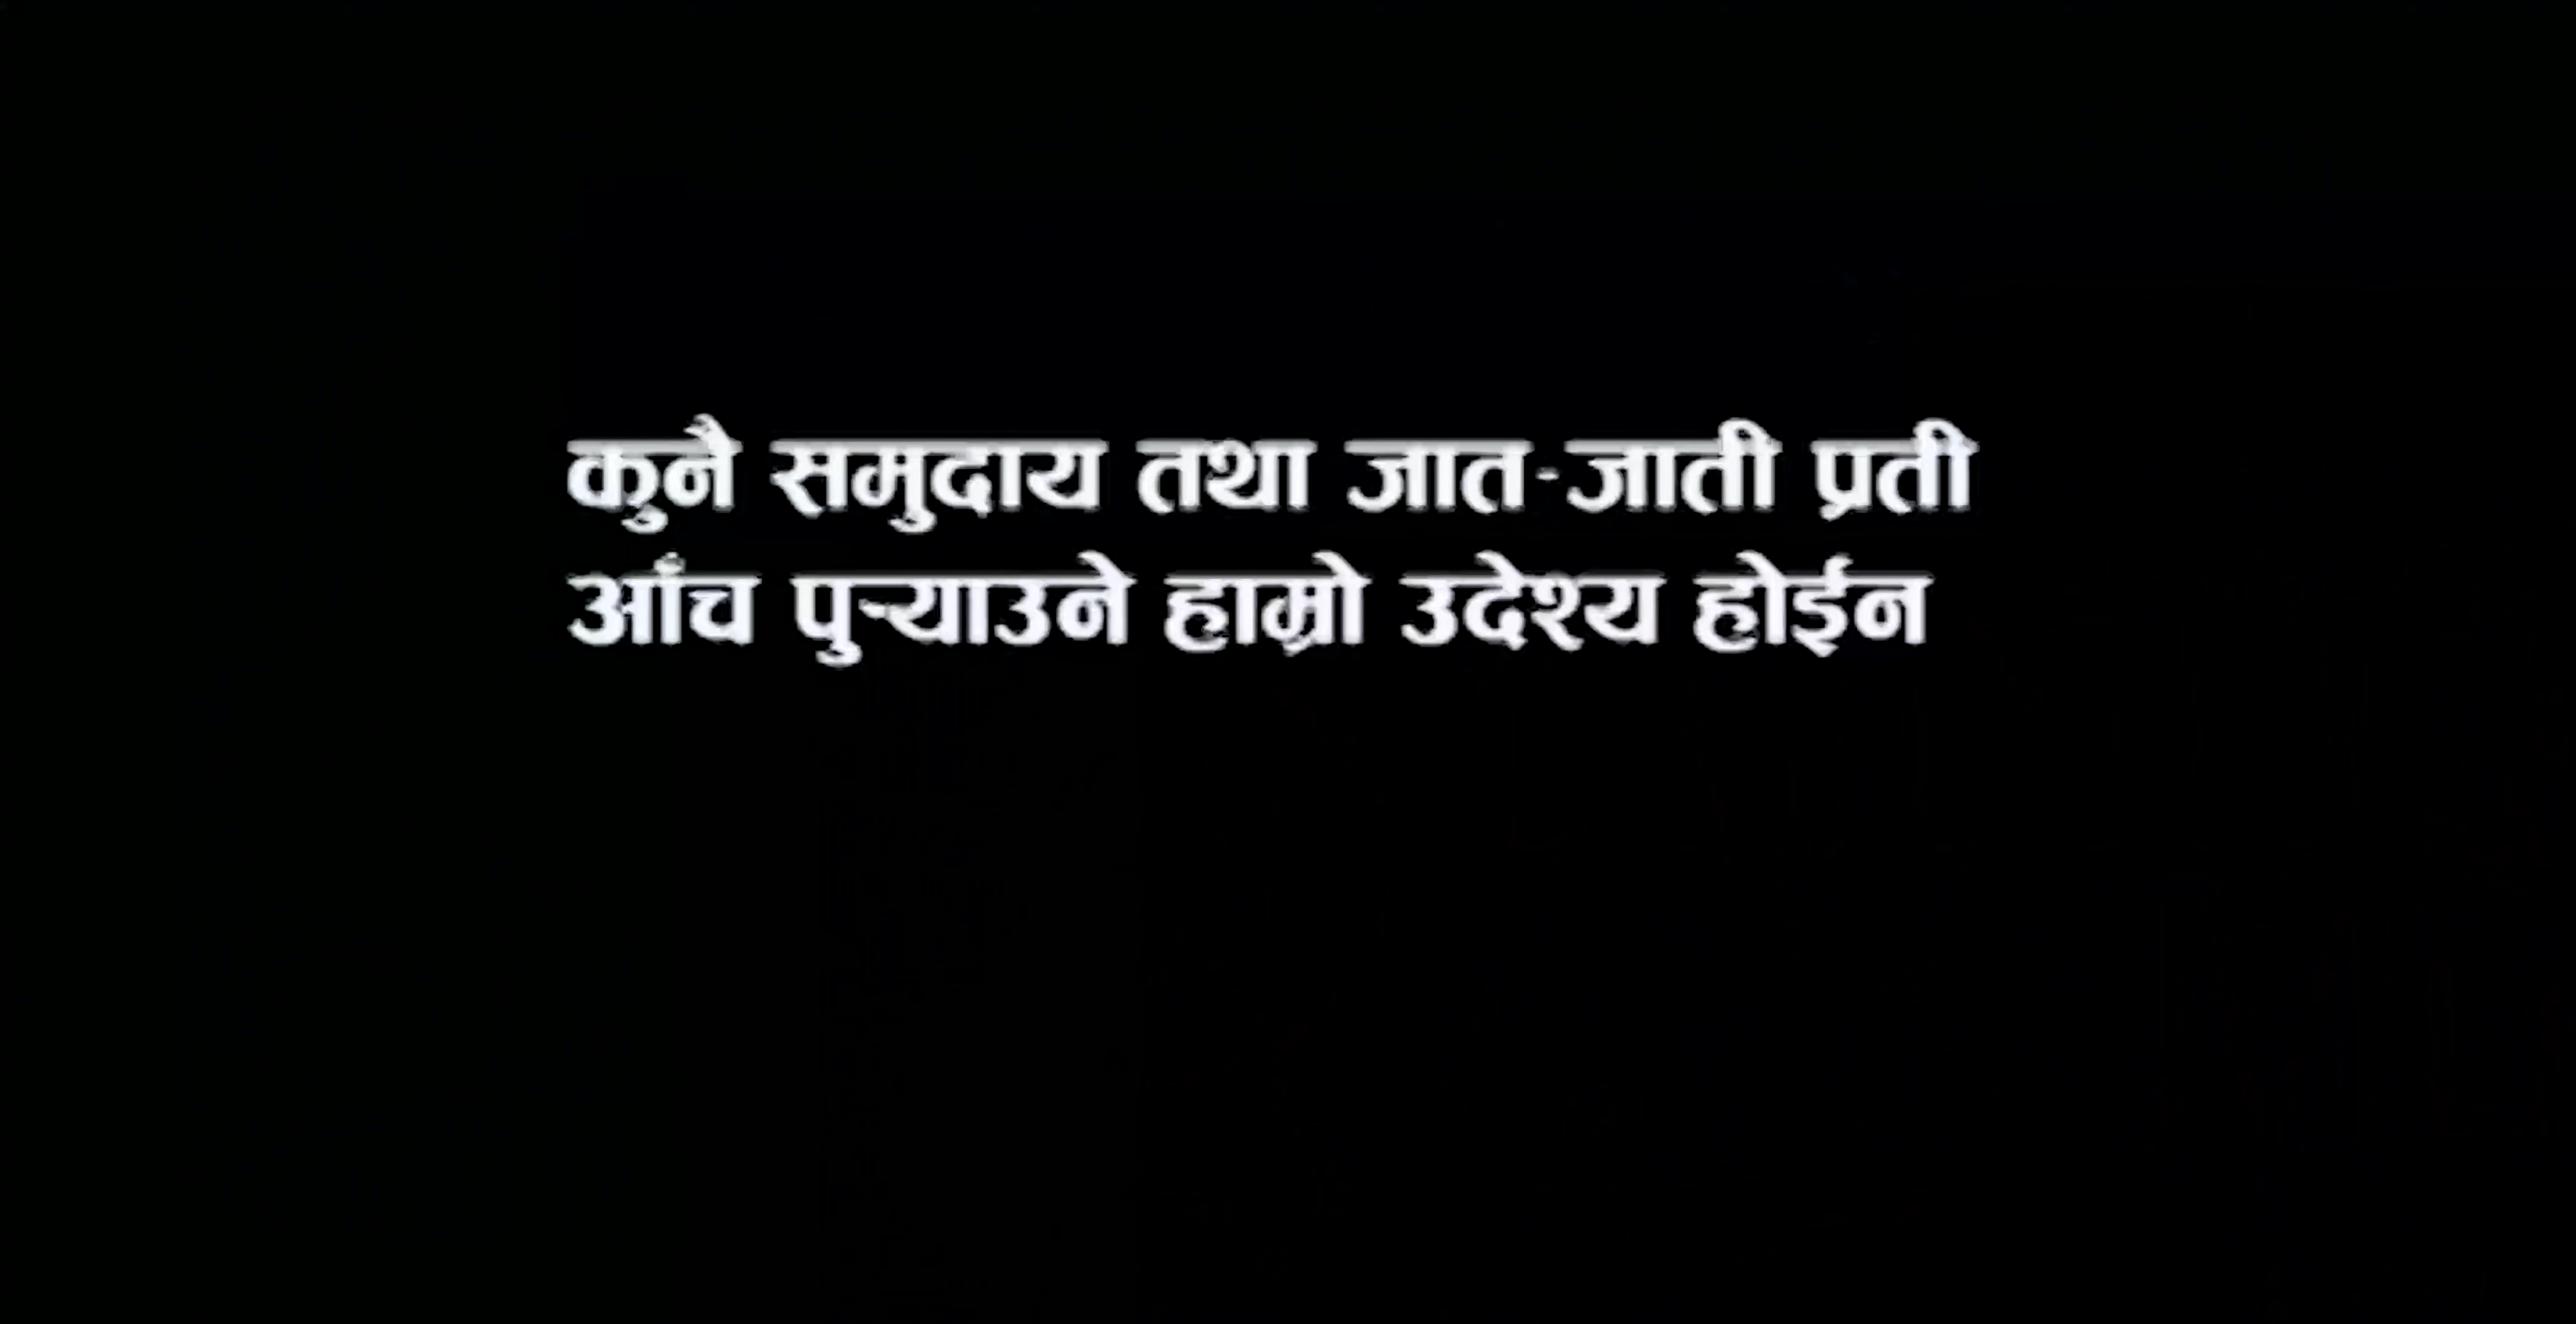 कुनै समुदाय तथा जात-जाती प्रती
आँच पुर्‍याउने हाम्रो उदेश्य होईन